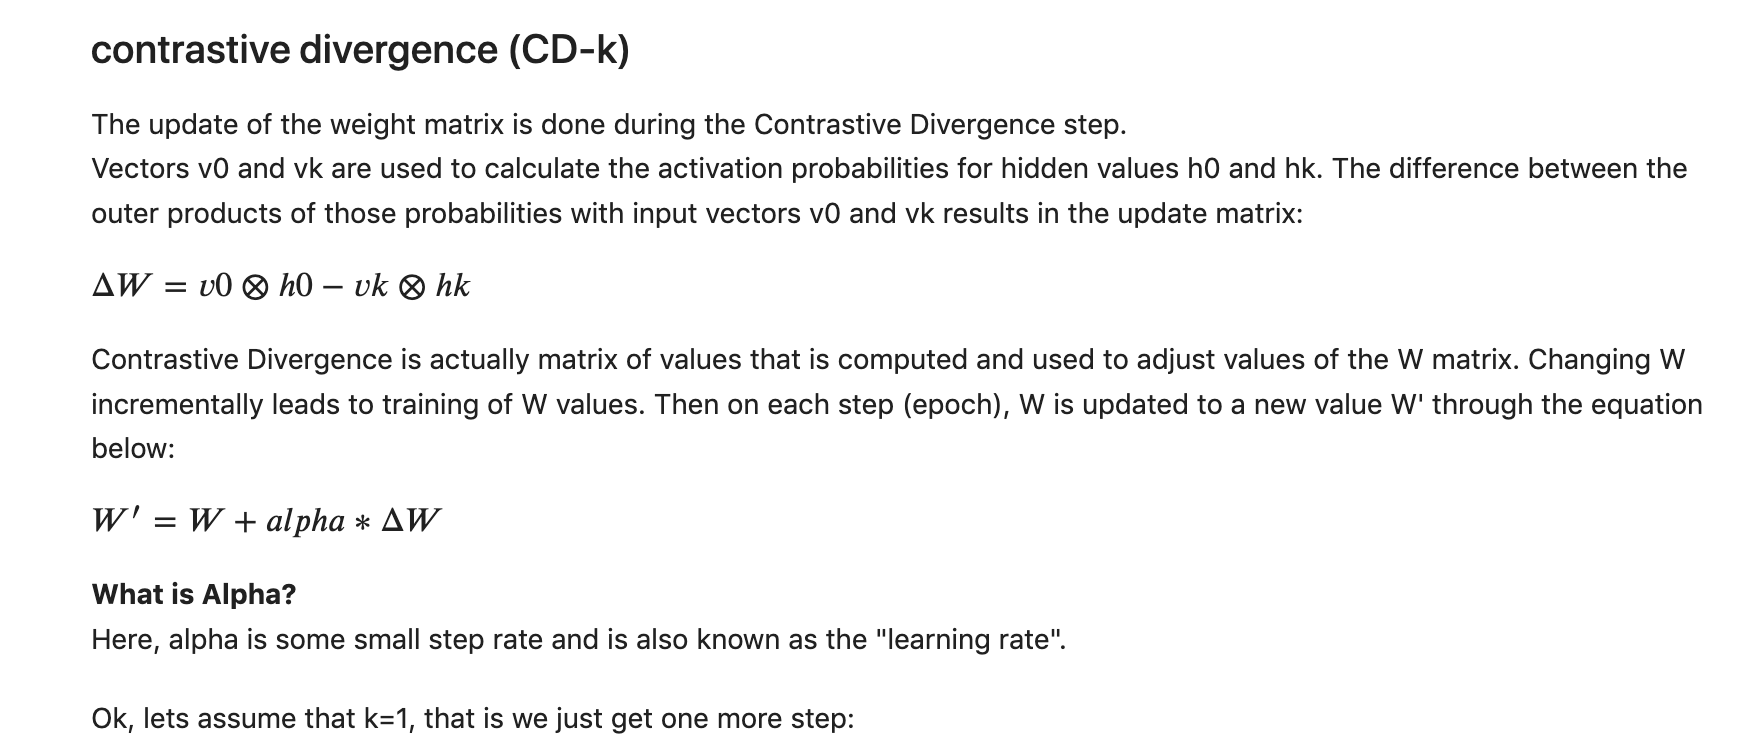 contrastive divergence (CD-k)
The update of the weight matrix is done during the Contrastive Divergence step.
Vectors v0 and vk are used to calculate the activation probabilities for hidden values h0 and hk. The difference between the
outer products of those probabilities with input vectors v0 and vk results in the update matrix:
ΔW = v0 ⊗ h0 − vk ⊗ hk
Contrastive Divergence is actually matrix of values that is computed and used to adjust values of the W matrix. Changing W
incrementally leads to training of W values. Then on each step (epoch), W is updated to a new value W' through the equation
below:
W′ = W + alpha ∗ ΔW
What is Alpha?
Here, alpha is some small step rate and is also known as the "learning rate".
Ok, lets assume that k=1, that is we just get one more step: